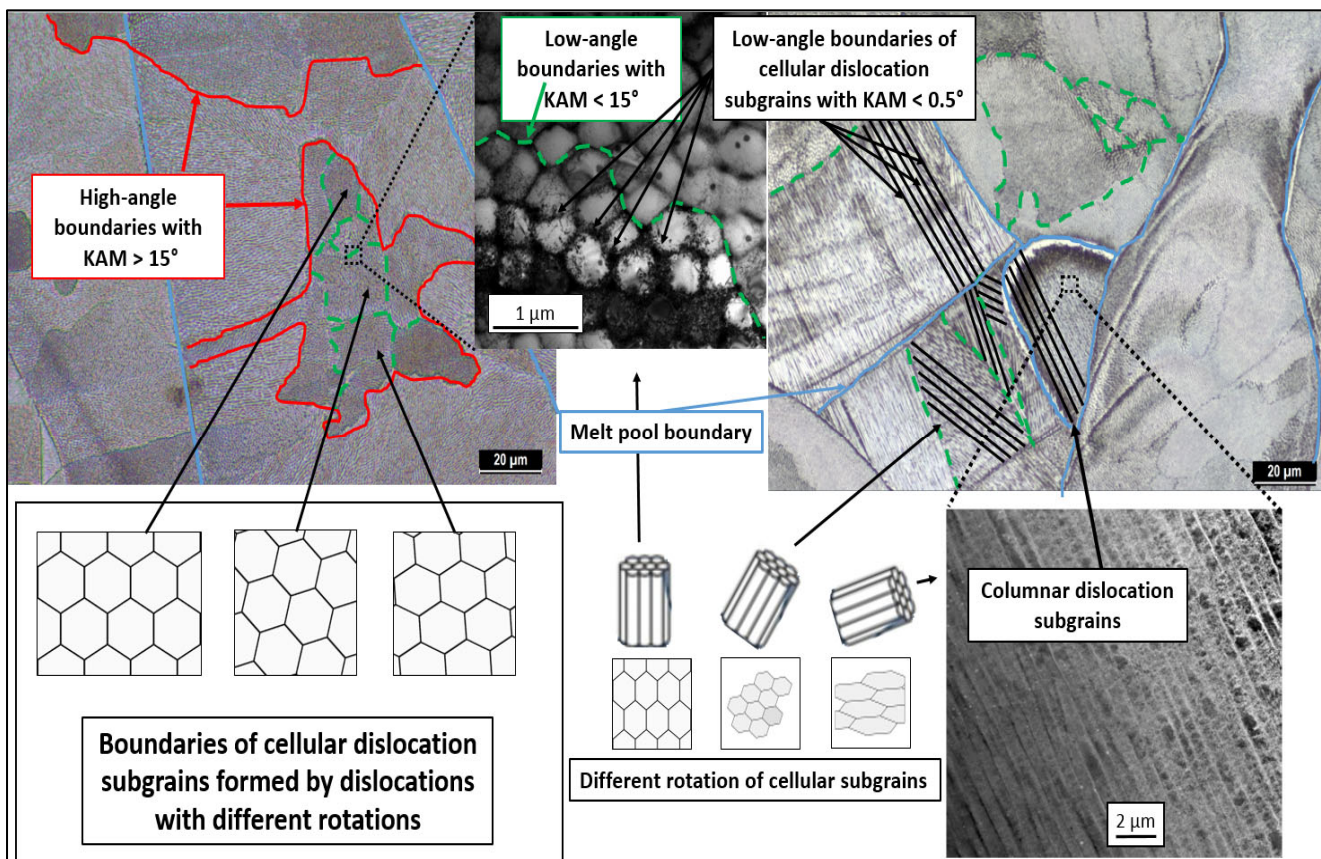 High-angle
boundaries with
KAM > 15°
Low-angle
boundaries with
KAM < 15°
Low-angle boundaries of
cellular dislocation
subgrains with KAM < 0.5°
1 µm
20 µm
20 µm
Melt pool boundary
Columnar dislocation
subgrains
Different rotation of cellular subgrains
2 µm
Boundaries of cellular dislocation
subgrains formed by dislocations
with different rotations